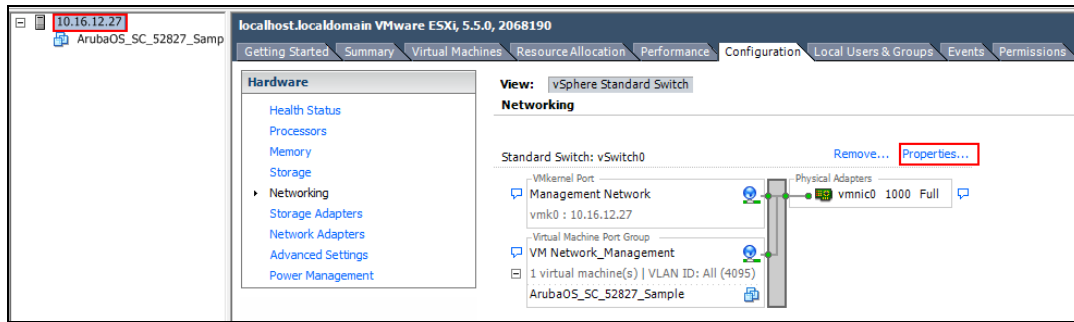 10.16.12.27
ArubaOS_SC_52827_Samp
localhost.localdomain VMware ESXi, 5.5.0, 2068190
Getting Started Summary Virtual Machines Resource Allocation Performance Configuration Local Users & Groups Events Permissions
Hardware
Health Status
Processors
Memory
Storage
Networking
Storage Adapters
Network Adapters
Advanced Settings
Power Management
View: vSphere Standard Switch
Networking
Standard Switch: vSwitch0 Remove... Properties...
VMkernel Port
Management Network
vmk0 : 10.16.12.27
Physical Adapters
vmnic0 1000 Full
Virtual Machine Port Group
VM Network_Management
1 virtual machine(s) | VLAN ID: All (4095)
ArubaOS_SC_52827_Sample